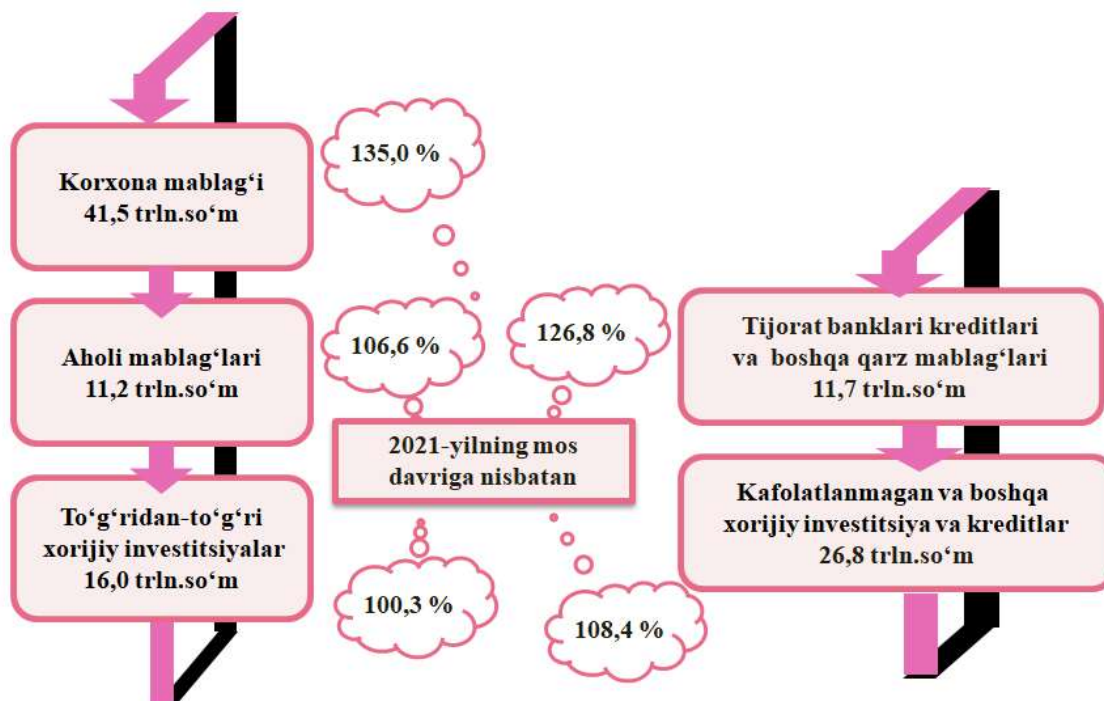 Korxona mablag‘i
41,5 trln.so‘m
135,0 %
Aholi mablag‘lari
11,2 trln.so‘m
106,6 %
To‘g‘ridan-to‘g‘ri
xorijiy investitsiyalar
16,0 trln.so‘m
100,3 %
2021-yilning mos
davriga nisbatan
126,8 %
Tijorat banklari kreditlari
va boshqa qarz mablag‘lari
11,7 trln.so‘m
108,4 %
Kafolatlanmagan va boshqa
xorijiy investitsiya va kreditlar
26,8 trln.so‘m